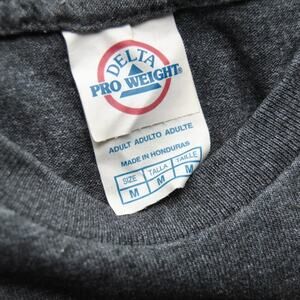 DELTA
PRO WEIGHT®
ADULT ADULTO ADULTE
MADE IN HONDURAS
SIZE TALLA TAILLE
M M M